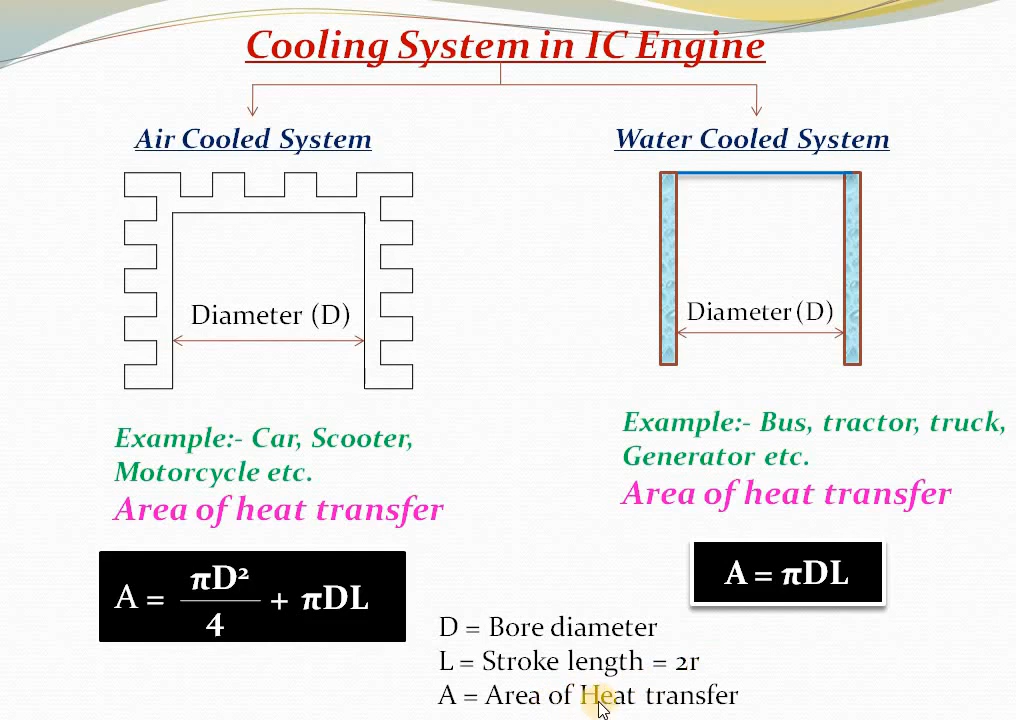 Cooling System in IC Engine
Air Cooled System
Water Cooled System
Diameter (D)
Diameter (D)
Example:- Car, Scooter,
Motorcycle etc.
Area of heat transfer
Example:- Bus, tractor, truck,
Generator etc.
Area of heat transfer
A = πD²/4 + πDL
A = πDL
D = Bore diameter
L = Stroke length = 2r
A = Area of Heat transfer